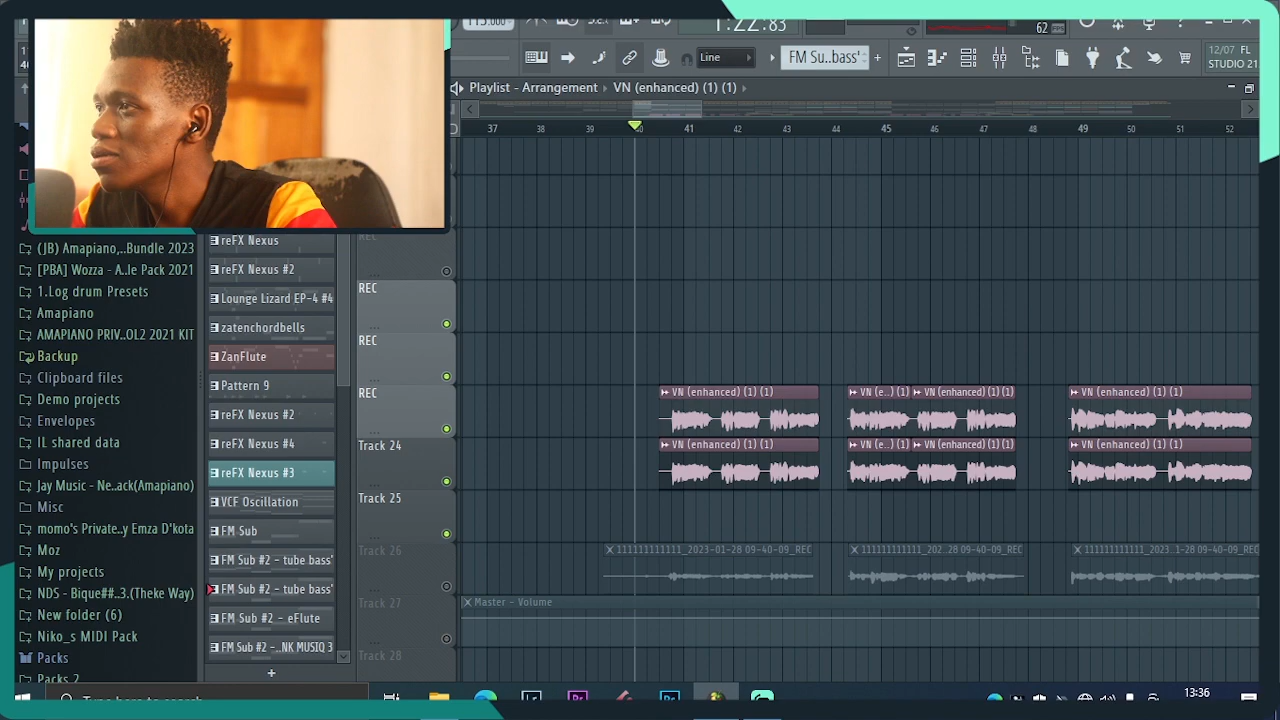 1:22:83
62
Line
FM Su..bass'
+
12/07 FL
STUDIO 21
Playlist - Arrangement
VN (enhanced) (1) (1)
37 38 39 40 41 42 43 44 45 46 47 48 49 50 51 52
(JB) Amapiano,..Bundle 2023
[PBA] Wozza - A..le Pack 2021
1.Log drum Presets
Amapiano
AMAPIANO PRIV..OL2 2021 KIT
Backup
Clipboard files
Demo projects
Envelopes
IL shared data
Impulses
Jay Music - Ne..ack(Amapiano)
Misc
momo's Private..y Emza D'kota
Moz
My projects
NDS - Bique##..3.(Theke Way)
New folder (6)
Niko_s MIDI Pack
Packs
Packs 2
reFX Nexus
reFX Nexus #2
Lounge Lizard EP-4 #4
zatenchordbells
ZanFlute
Pattern 9
reFX Nexus #2
reFX Nexus #4
reFX Nexus #3
VCF Oscillation
FM Sub
FM Sub #2 - tube bass'
FM Sub #2 - tube bass'
FM Sub #2 - eFlute
FM Sub #2 - ..NK MUSIQ 3
+
REC
REC
REC
REC
Track 24
Track 25
Track 26
Track 27
Track 28
VN (enhanced) (1) (1)
VN (e..) (1)
VN (enhanced) (1) (1)
VN (enhanced) (1) (1)
VN (enhanced) (1) (1)
VN (e..) (1)
VN (enhanced) (1) (1)
VN (enhanced) (1) (1)
111111111111_2023-01-28 09-40-09_REC
111111111111_202..28 09-40-09_REC
111111111111_2023..1-28 09-40-09_REC
Master - Volume
Type here to search
13:36